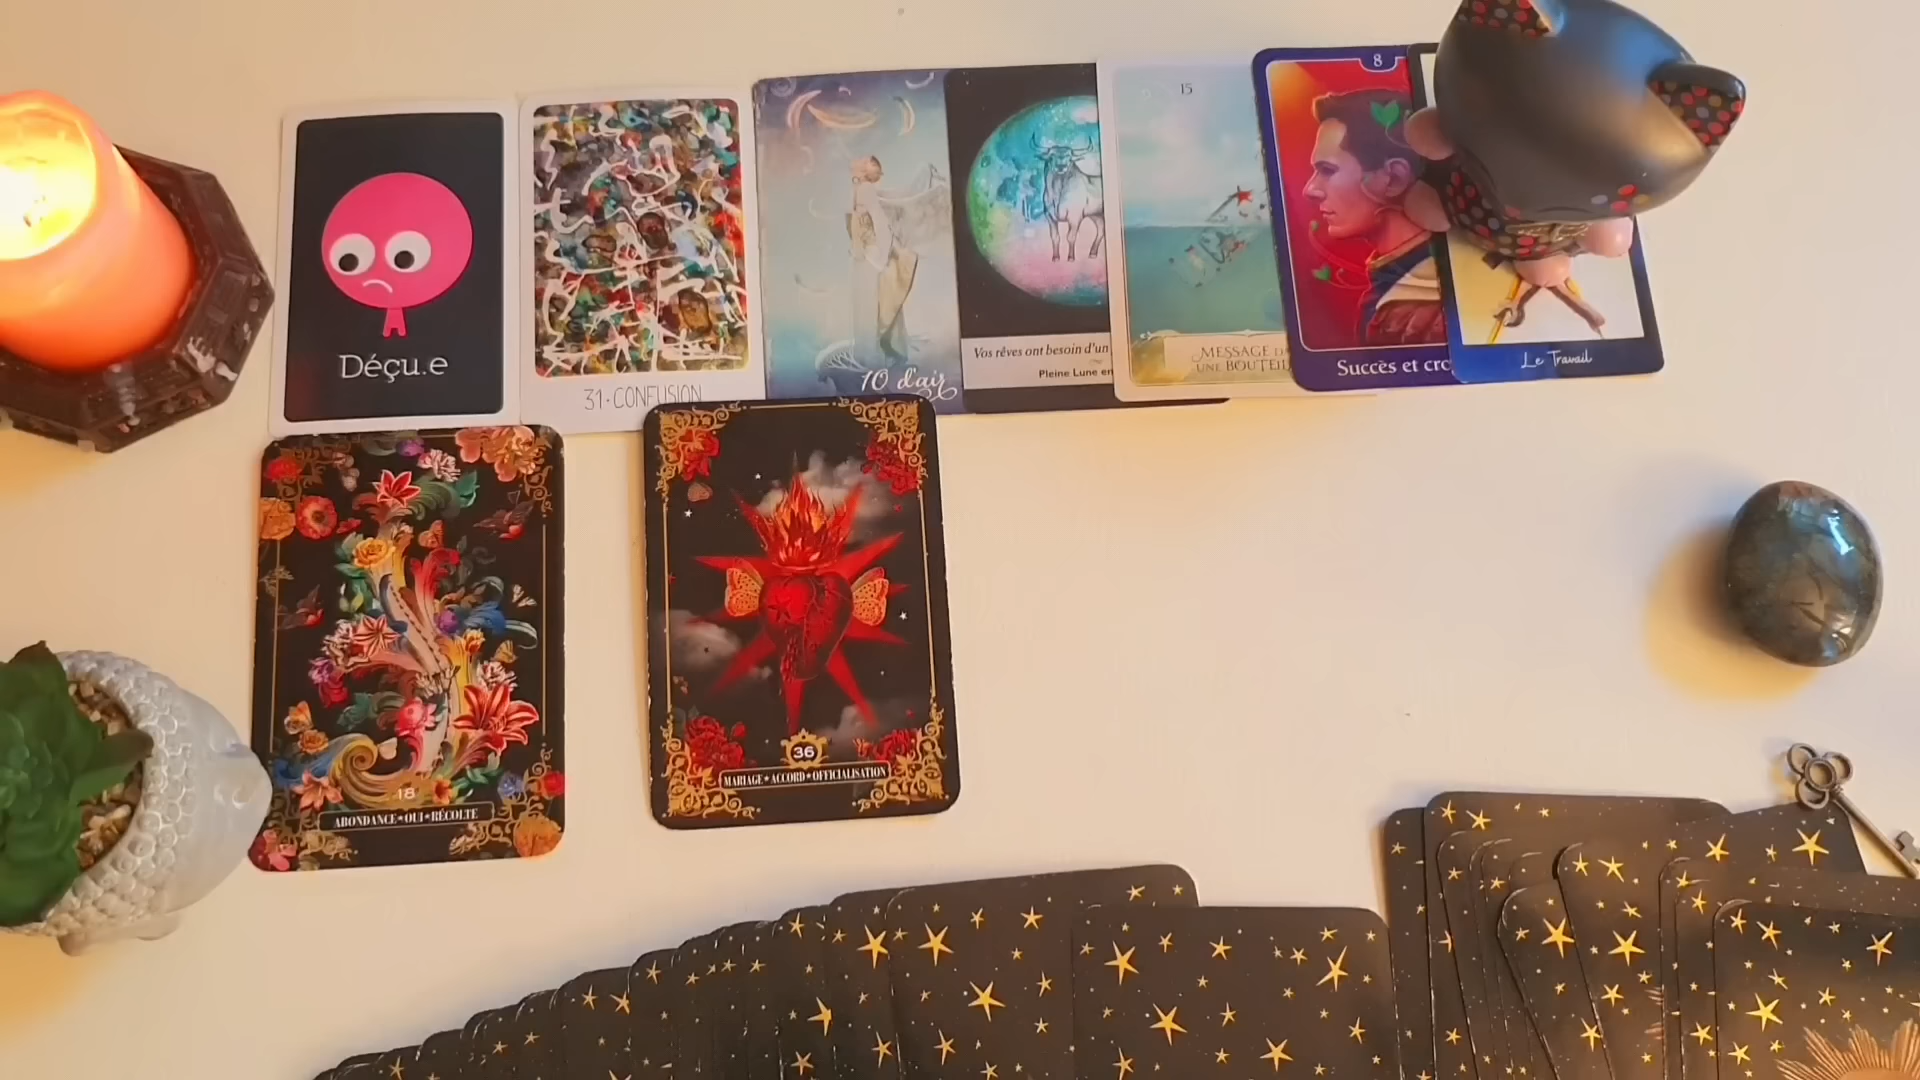 Déçu.e
31·CONFUSION
10 d'air
Vos rêves ont besoin d'un
Pleine Lune en
15
MESSAGE
UNE BOUTEIL
8
Succès et cro
Le Travail
18
ABONDANCE★OUI★RÉCOLTE
36
MARIAGE★ACCORD★OFFICIALISATION